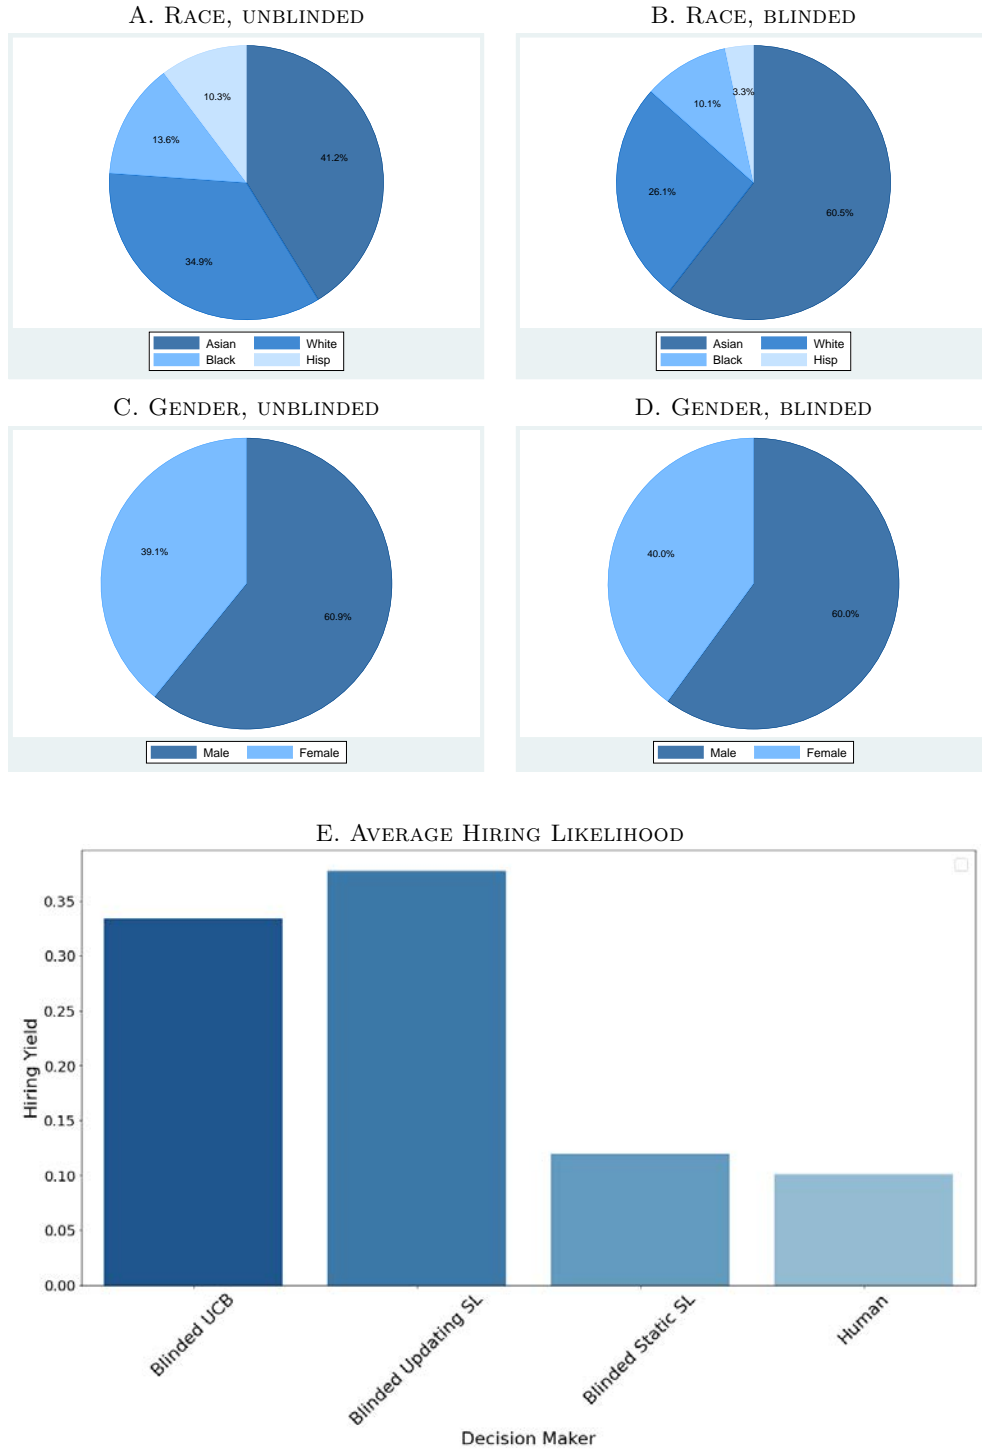 A. Race, unblinded
10.3%
13.6%
41.2%
34.9%
Asian White
Black Hisp
B. Race, blinded
3.3%
10.1%
26.1%
60.5%
Asian White
Black Hisp
C. Gender, unblinded
39.1%
60.9%
Male Female
D. Gender, blinded
40.0%
60.0%
Male Female
E. Average Hiring Likelihood
Hiring Yield
0.35
0.30
0.25
0.20
0.15
0.10
0.05
0.00
Blinded UCB
Blinded Updating SL
Blinded Static SL
Human
Decision Maker